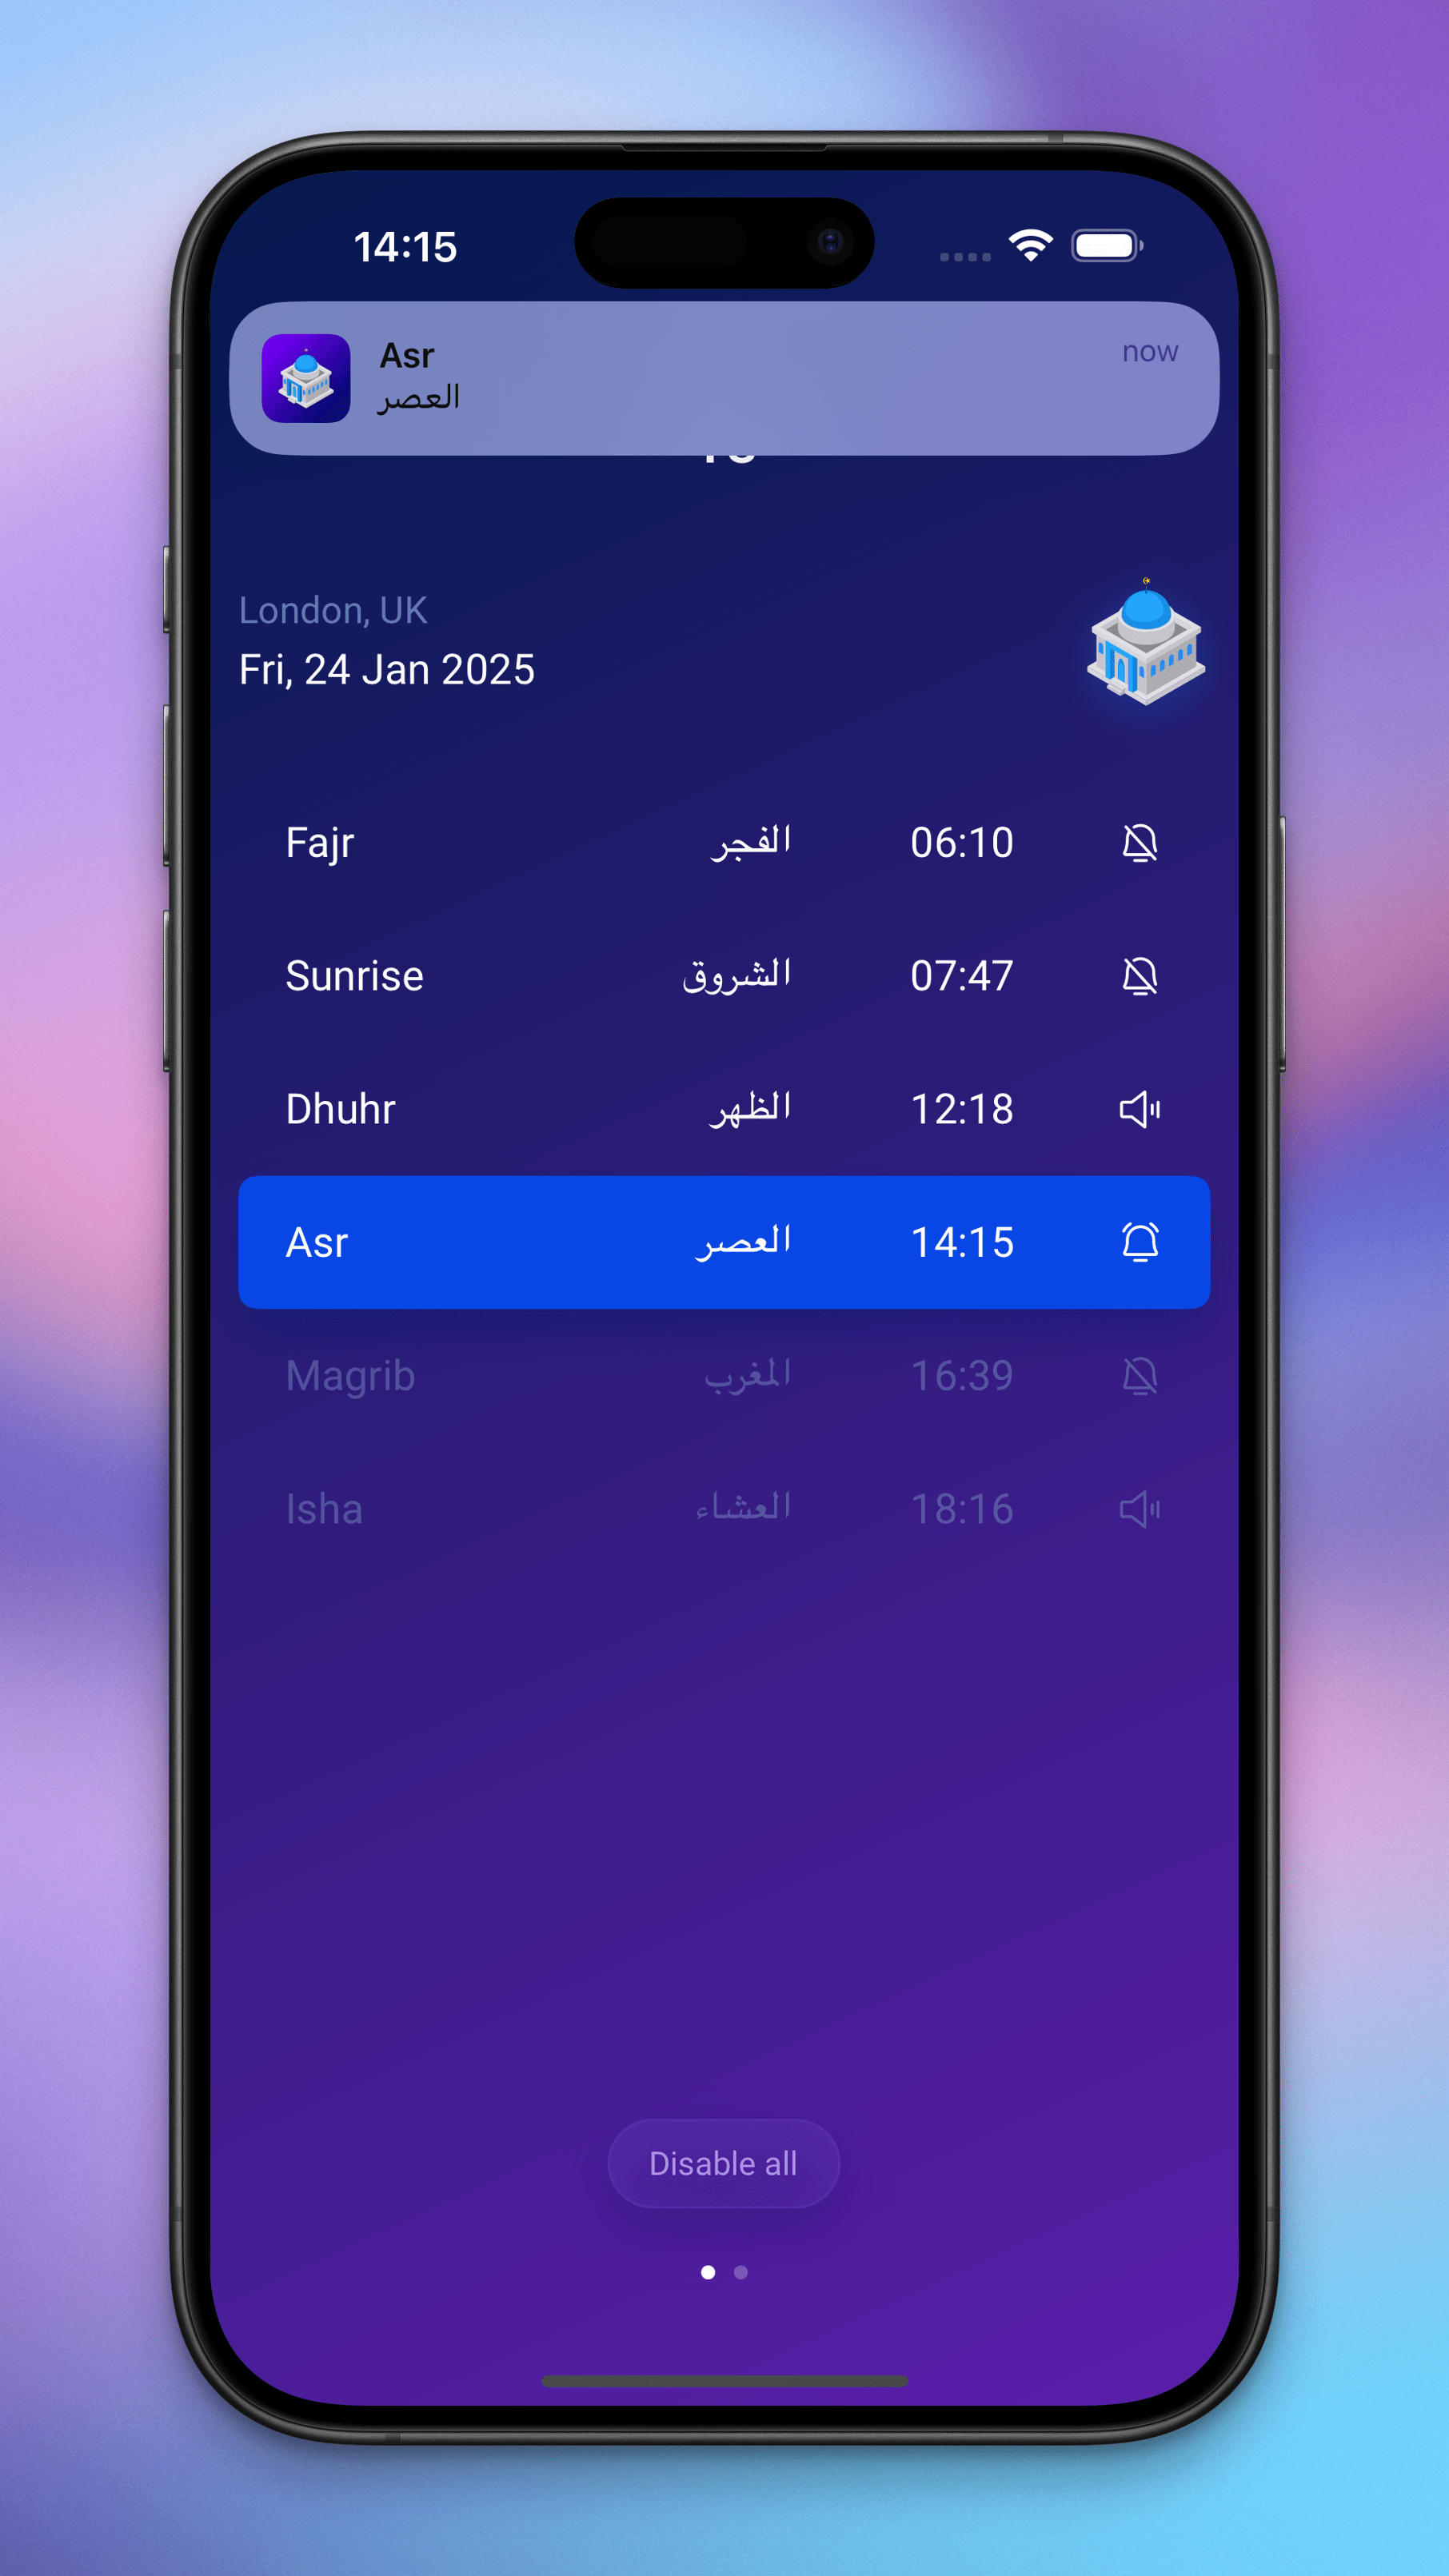 14:15
Asr
now
العصر
London, UK
Fri, 24 Jan 2025
Fajr الفجر 06:10
Sunrise الشروق 07:47
Dhuhr الظهر 12:18
Asr العصر 14:15
Magrib المغرب 16:39
Isha العشاء 18:16
Disable all